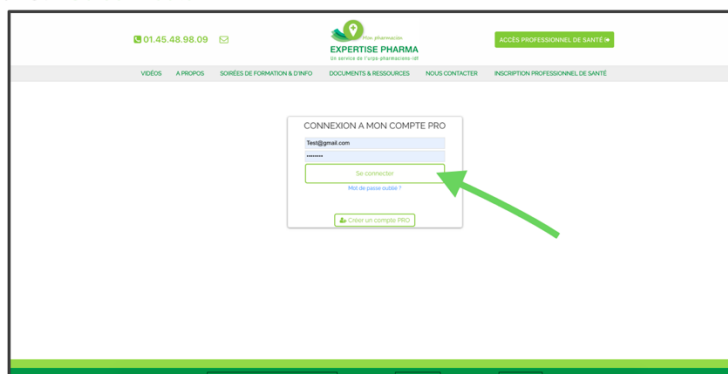 01.45.48.98.09
Mon pharmacien
EXPERTISE PHARMA
Un service de l'urps pharmaciens idf
ACCÈS PROFESSIONNEL DE SANTÉ
VIDÉOS A PROPOS SOIRÉES DE FORMATION & D'INFO DOCUMENTS & RESSOURCES NOUS CONTACTER INSCRIPTION PROFESSIONNEL DE SANTÉ
CONNEXION A MON COMPTE PRO
Test@gmail.com
••••••••
Se connecter
Mot de passe oublié ?
Créer un compte PRO